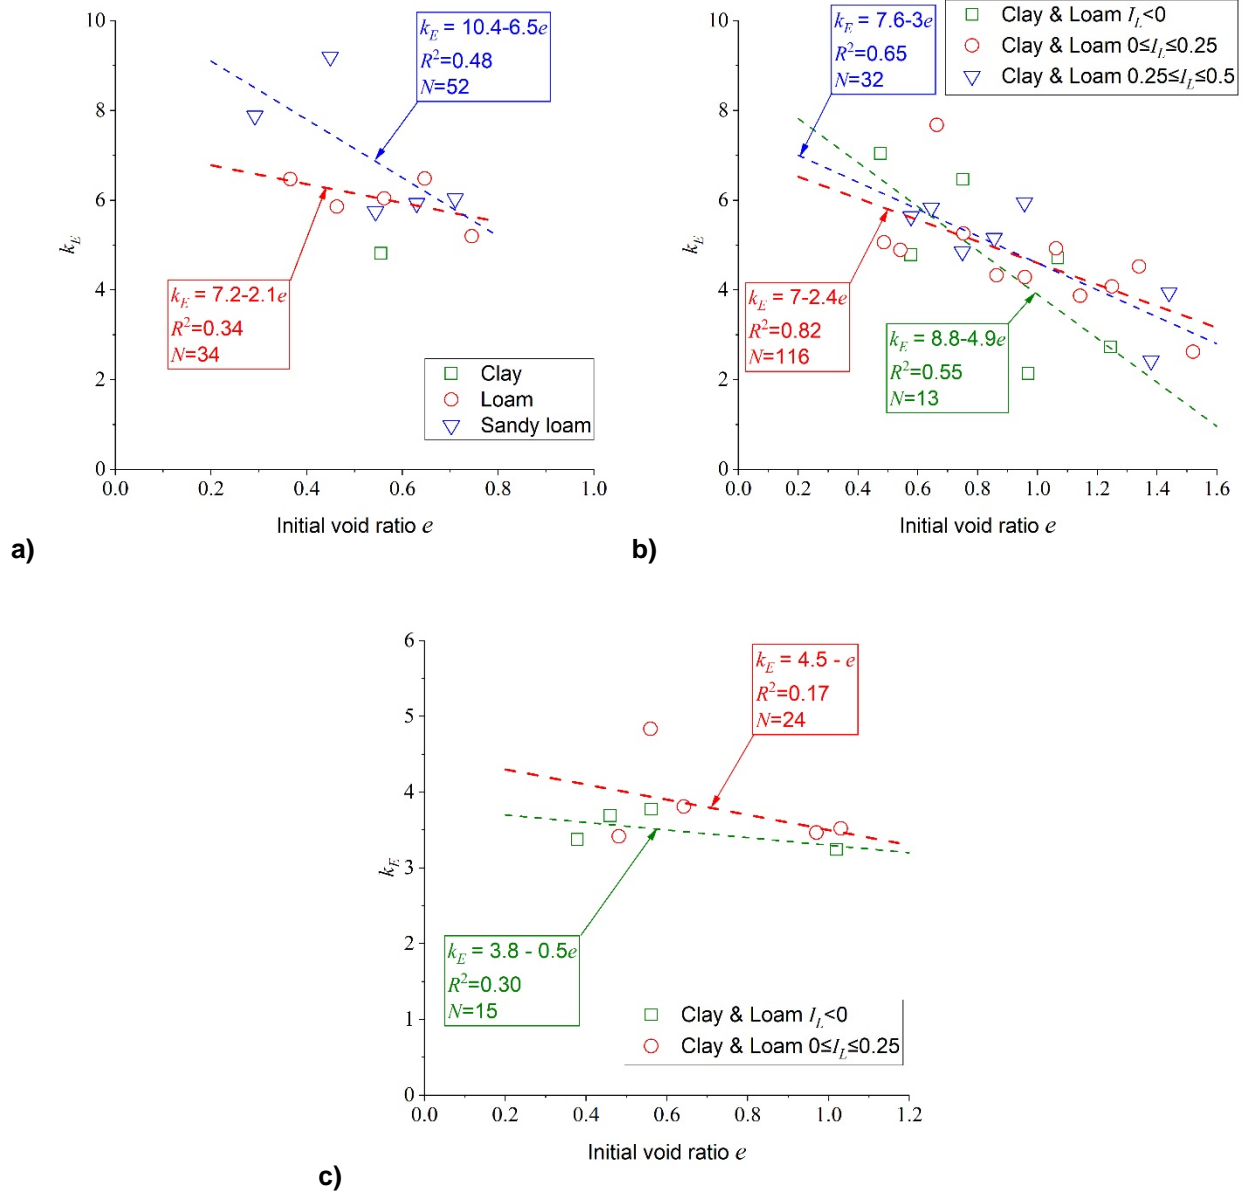 10
8
6
4
2
0
k_E
0.0 0.2 0.4 0.6 0.8 1.0
Initial void ratio e
k_E = 10.4-6.5e
R²=0.48
N=52
k_E = 7.2-2.1e
R²=0.34
N=34
Clay
Loam
Sandy loam
a)
10
8
6
4
2
0
k_E
0.0 0.2 0.4 0.6 0.8 1.0 1.2 1.4 1.6
Initial void ratio e
k_E = 7.6-3e
R²=0.65
N=32
Clay & Loam I_L<0
Clay & Loam 0≤I_L≤0.25
Clay & Loam 0.25≤I_L≤0.5
k_E = 7-2.4e
R²=0.82
N=116
k_E = 8.8-4.9e
R²=0.55
N=13
b)
6
5
4
3
2
1
0
k_E
0.0 0.2 0.4 0.6 0.8 1.0 1.2
Initial void ratio e
k_E = 4.5 - e
R²=0.17
N=24
k_E = 3.8 - 0.5e
R²=0.30
N=15
Clay & Loam I_L<0
Clay & Loam 0≤I_L≤0.25
c)